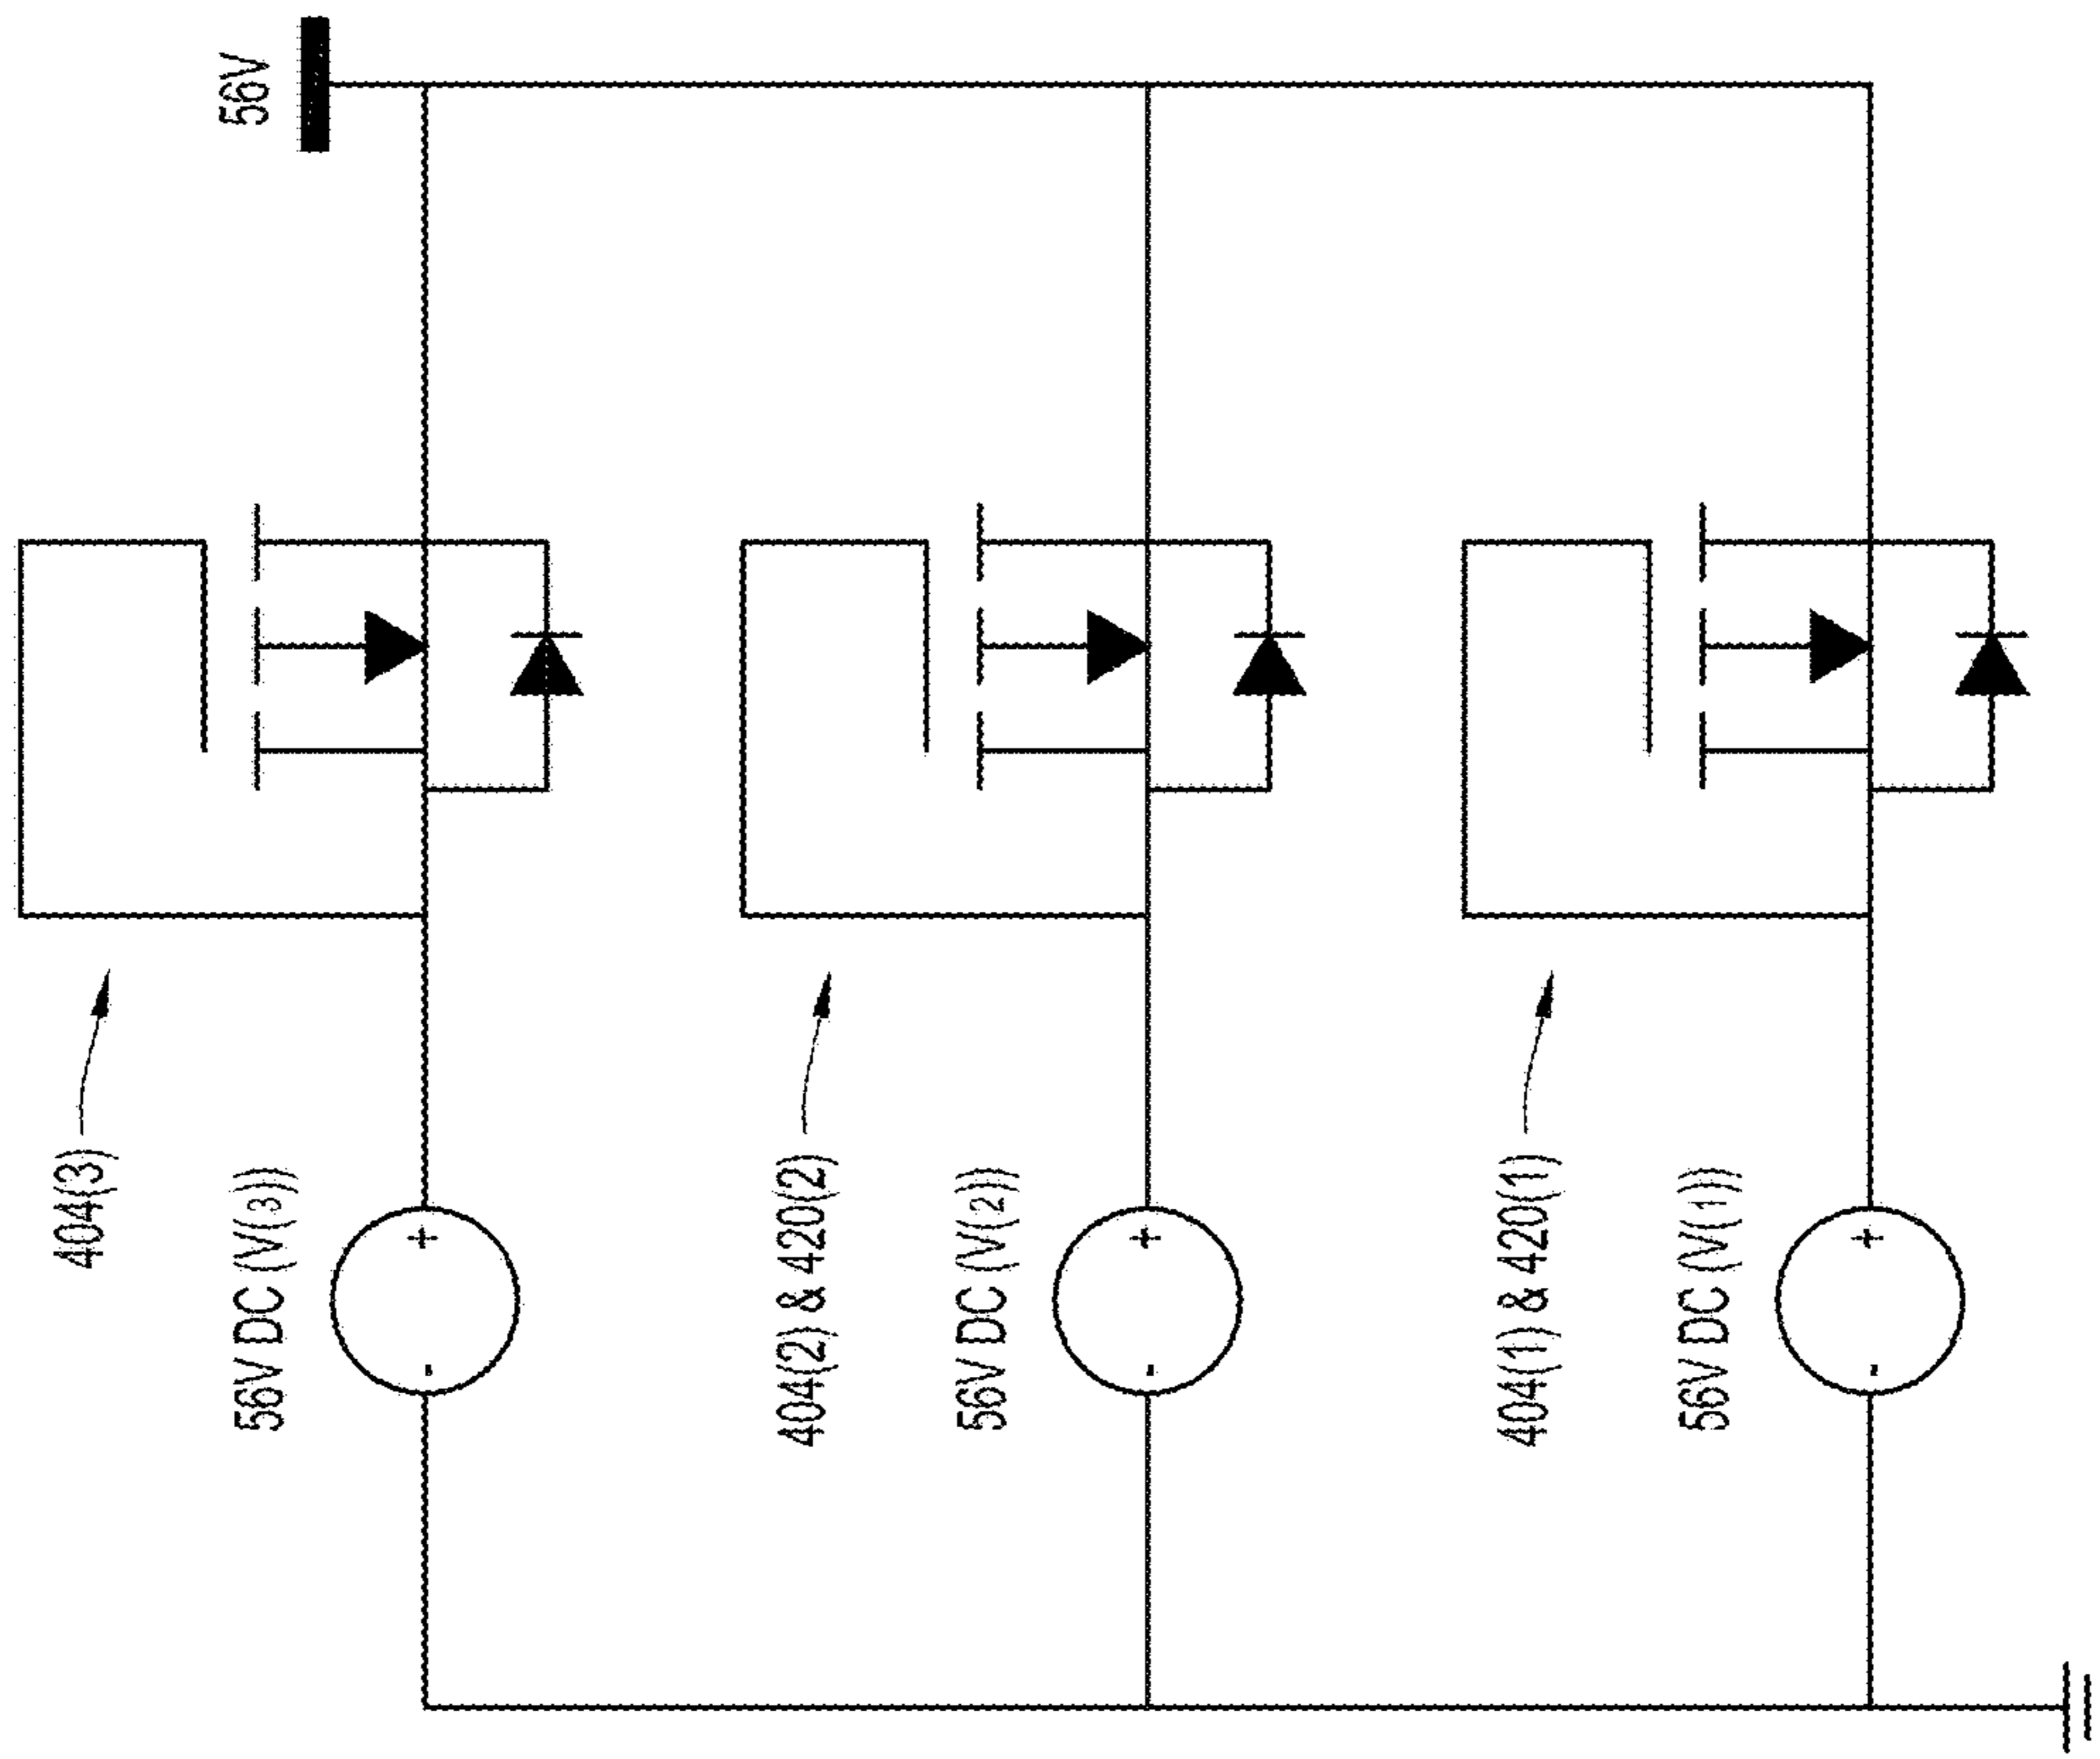 56V
404(3)
56V DC (V(3))
404(2) & 420(2)
56V DC (V(2))
404(1) & 420(1)
56V DC (V(1))
+
-
+
-
+
-